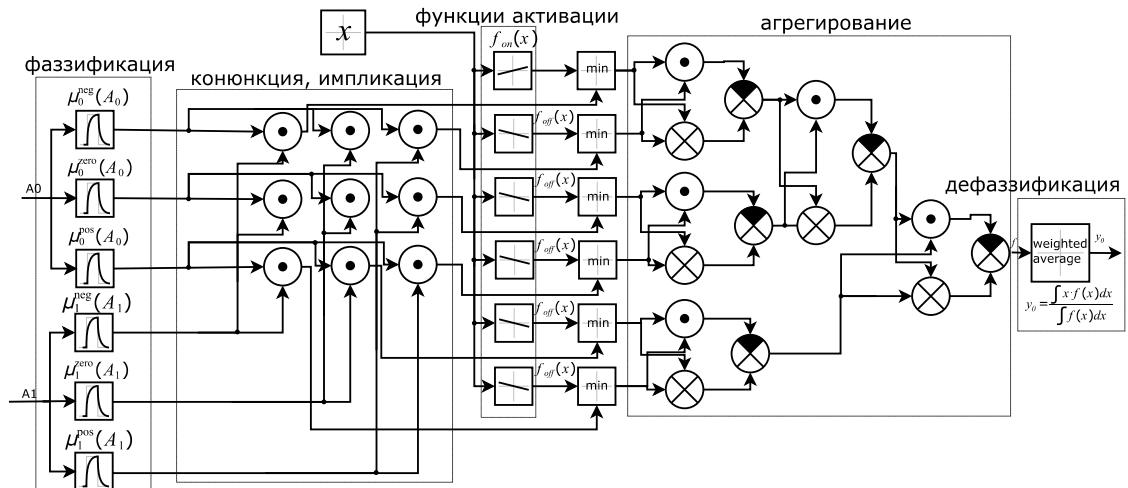 функции активации
агрегирование
x
f_on(x)
фаззификация
конюнкция, импликация
μ_0^neg(A_0)
min
f_off(x)
min
μ_0^zero(A_0)
A0
f_off(x)
min
дефаззификация
μ_0^pos(A_0)
f_off(x)
min
f
weighted
average
y_0
μ_1^neg(A_1)
y_0 = ∫x·f(x)dx / ∫f(x)dx
f_off(x)
min
μ_1^zero(A_1)
f_off(x)
min
A1
μ_1^pos(A_1)